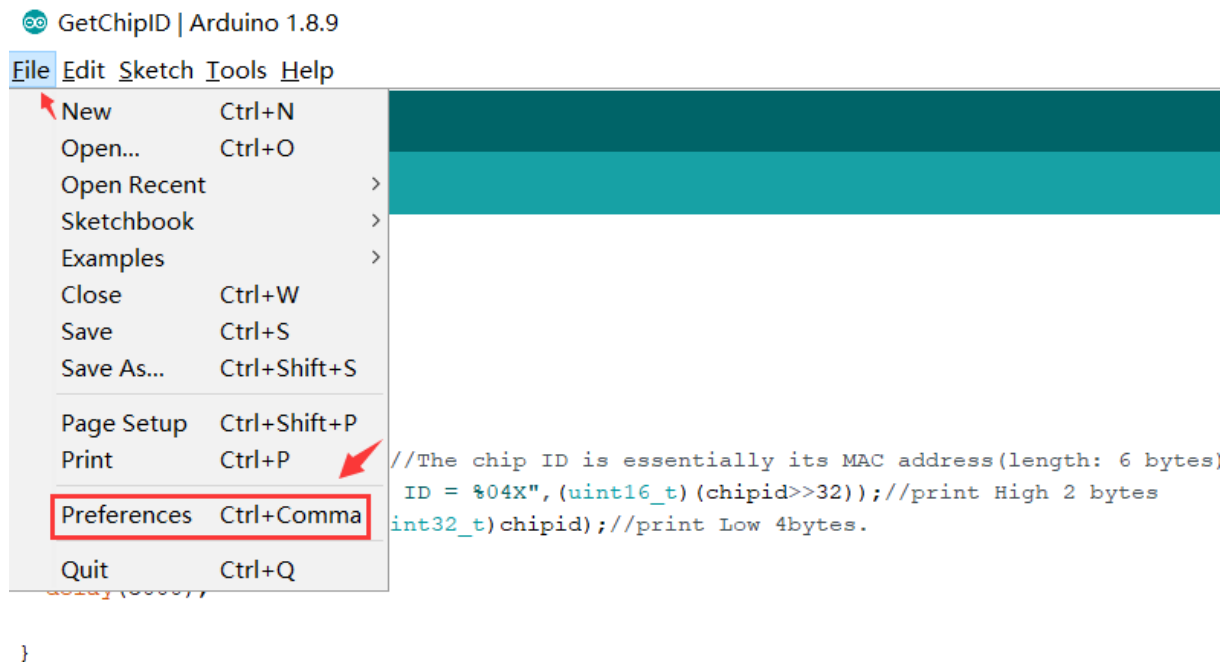 GetChipID | Arduino 1.8.9
File Edit Sketch Tools Help
New Ctrl+N
Open... Ctrl+O
Open Recent
Sketchbook
Examples
Close Ctrl+W
Save Ctrl+S
Save As... Ctrl+Shift+S
Page Setup Ctrl+Shift+P
Print Ctrl+P //The chip ID is essentially its MAC address(length: 6 bytes)
ID = %04X",(uint16_t)(chipid>>32));//print High 2 bytes
Preferences Ctrl+Comma
int32_t)chipid);//print Low 4bytes.
Quit Ctrl+Q
}